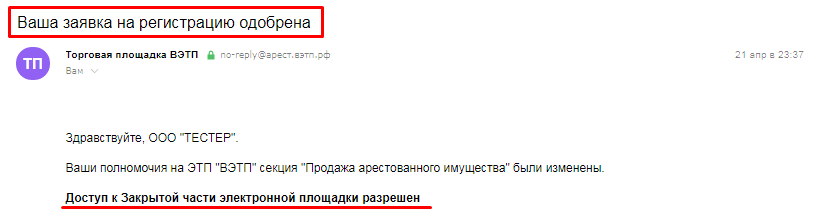 Ваша заявка на регистрацию одобрена
ТП
Торговая площадка ВЭТП no-reply@арест.вэтп.рф 21 апр в 23:37
Вам
Здравствуйте, ООО "ТЕСТЕР".
Ваши полномочия на ЭТП "ВЭТП" секция "Продажа арестованного имущества" были изменены.
Доступ к Закрытой части электронной площадки разрешен